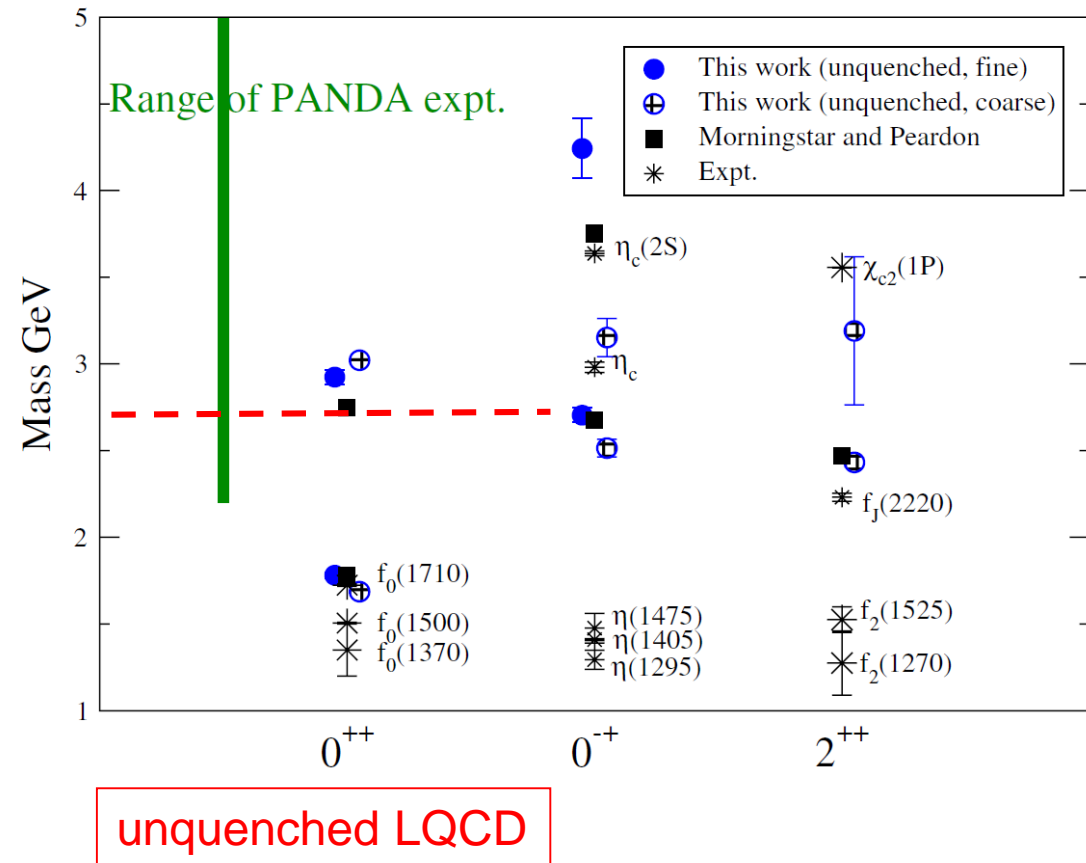 5
Range of PANDA expt.
This work (unquenched, fine)
This work (unquenched, coarse)
Morningstar and Peardon
Expt.
4
η_c(2S)
χ_c2(1P)
Mass GeV
3
η_c
f_J(2220)
2
f_0(1710)
f_0(1500)
f_0(1370)
η(1475)
η(1405)
η(1295)
f_2(1525)
f_2(1270)
1
0^++
0^-+
2^++
unquenched LQCD